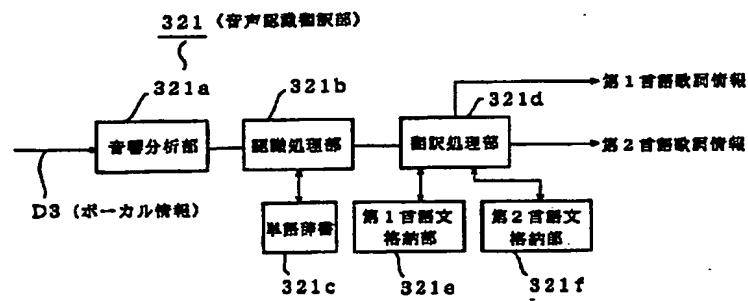 321 (音声認識翻訳部)
321a
321b
321d
第1言語歌詞情報
音響分析部
認識処理部
翻訳処理部
第2言語歌詞情報
D3 (ボーカル情報)
単語辞書
第1言語文
格納部
第2言語文
格納部
321c
321e
321f